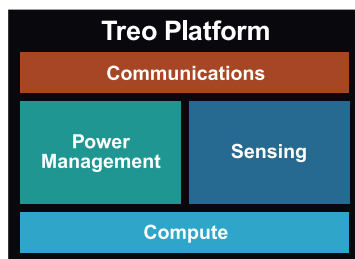 Treo Platform
Communications
Power
Management
Sensing
Compute